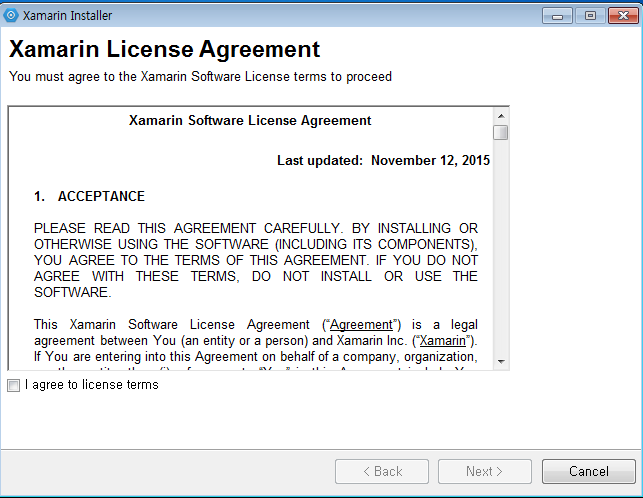 Xamarin Installer
Xamarin License Agreement
You must agree to the Xamarin Software License terms to proceed
Xamarin Software License Agreement
Last updated:  November 12, 2015
1.   ACCEPTANCE
PLEASE READ THIS AGREEMENT CAREFULLY. BY INSTALLING OR
OTHERWISE USING THE SOFTWARE (INCLUDING ITS COMPONENTS),
YOU AGREE TO THE TERMS OF THIS AGREEMENT. IF YOU DO NOT
AGREE WITH THESE TERMS, DO NOT INSTALL OR USE THE
SOFTWARE.
This Xamarin Software License Agreement (“Agreement”) is a legal
agreement between You (an entity or a person) and Xamarin Inc. (“Xamarin”).
If You are entering into this Agreement on behalf of a company, organization,
I agree to license terms
< Back
Next >
Cancel